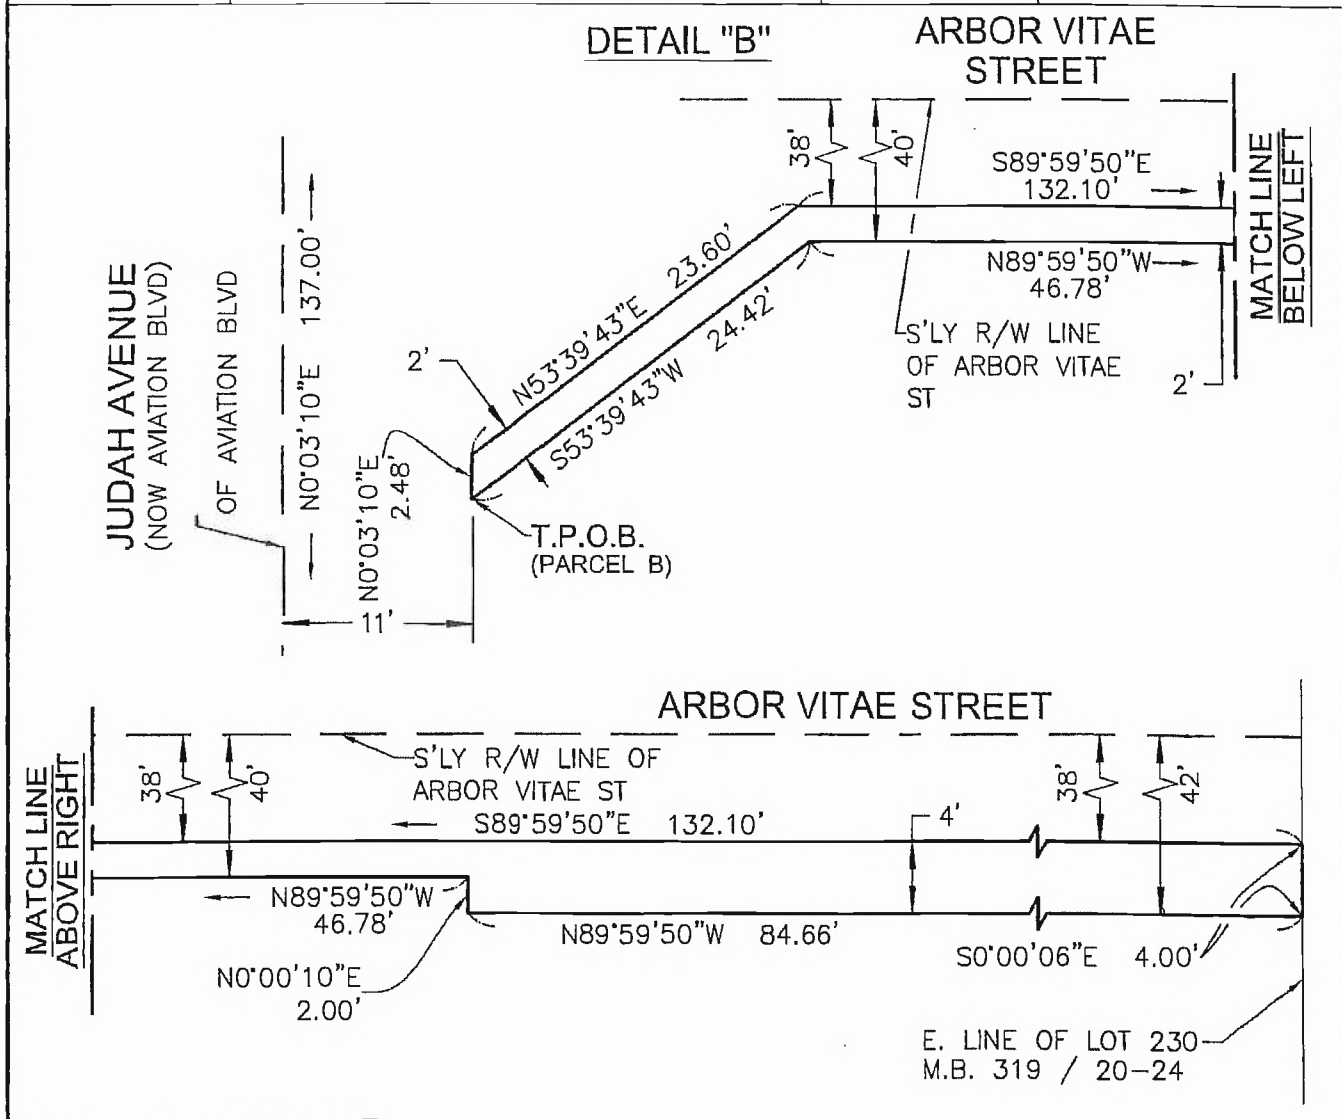 DETAIL "B"
ARBOR VITAE
STREET
38'
40'
S89°59'50"E
132.10'
N89°59'50"W
46.78'
MATCH LINE
BELOW LEFT
S'LY R/W LINE
OF ARBOR VITAE
ST
2'
JUDAH AVENUE
(NOW AVIATION BLVD)
OF AVIATION BLVD
N0°03'10"E 137.00'
2'
N53°39'43"E 23.60'
S53°39'43"W 24.42'
N0°03'10"E
2.48'
T.P.O.B.
(PARCEL B)
11'
ARBOR VITAE STREET
MATCH LINE
ABOVE RIGHT
38'
40'
S'LY R/W LINE OF
ARBOR VITAE ST
S89°59'50"E 132.10'
4'
38'
42'
N89°59'50"W
46.78'
N89°59'50"W 84.66'
S0°00'06"E 4.00'
N0°00'10"E
2.00'
E. LINE OF LOT 230
M.B. 319 / 20-24